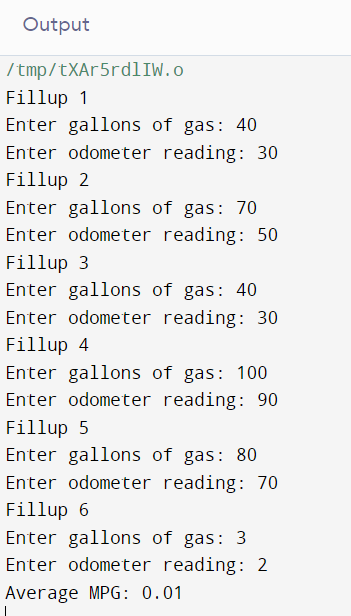 Output
/tmp/tXAr5rdlIW.o
Fillup 1
Enter gallons of gas: 40
Enter odometer reading: 30
Fillup 2
Enter gallons of gas: 70
Enter odometer reading: 50
Fillup 3
Enter gallons of gas: 40
Enter odometer reading: 30
Fillup 4
Enter gallons of gas: 100
Enter odometer reading: 90
Fillup 5
Enter gallons of gas: 80
Enter odometer reading: 70
Fillup 6
Enter gallons of gas: 3
Enter odometer reading: 2
Average MPG: 0.01